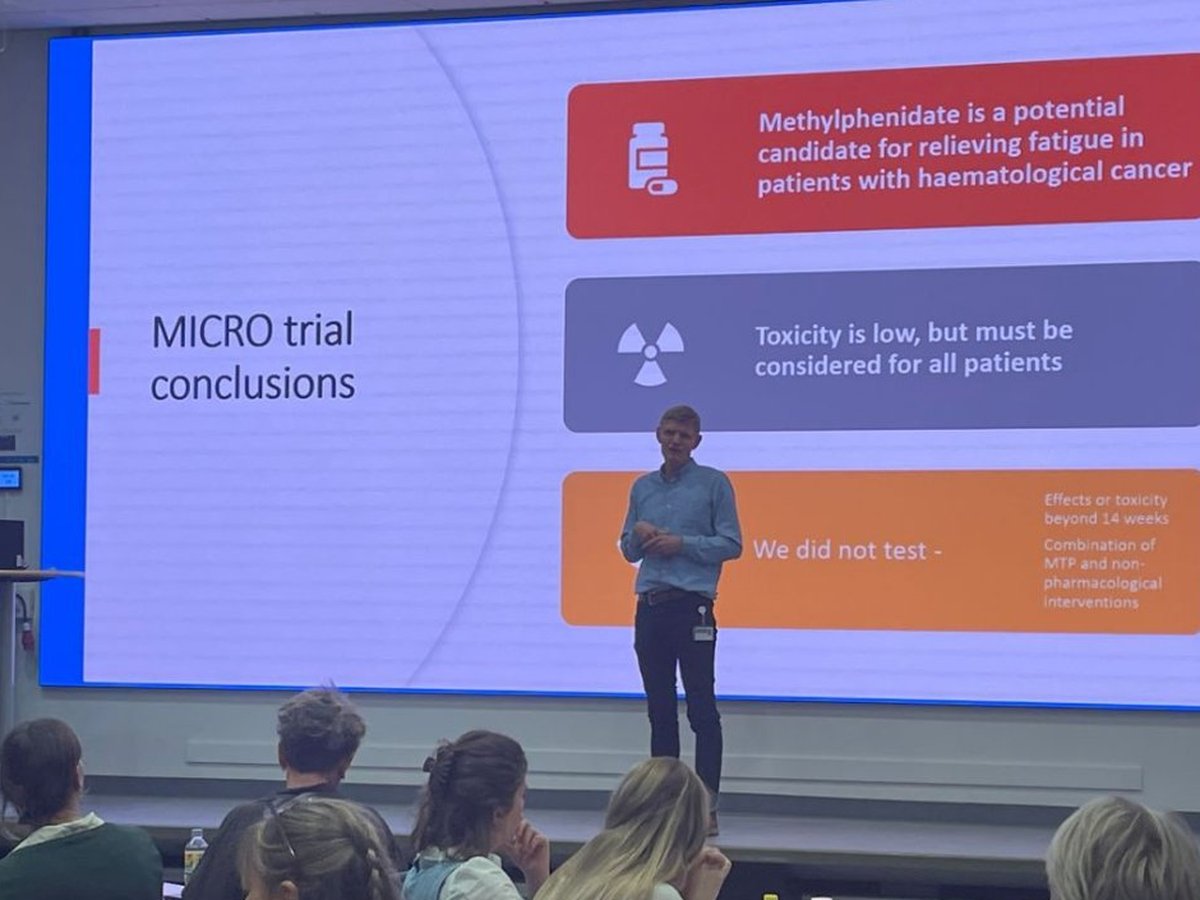 MICRO trial
conclusions
Methylphenidate is a potential
candidate for relieving fatigue in
patients with haematological cancer
Toxicity is low, but must be
considered for all patients
We did not test -
Effects or toxicity
beyond 14 weeks
Combination of
MTP and non-
pharmacological
interventions